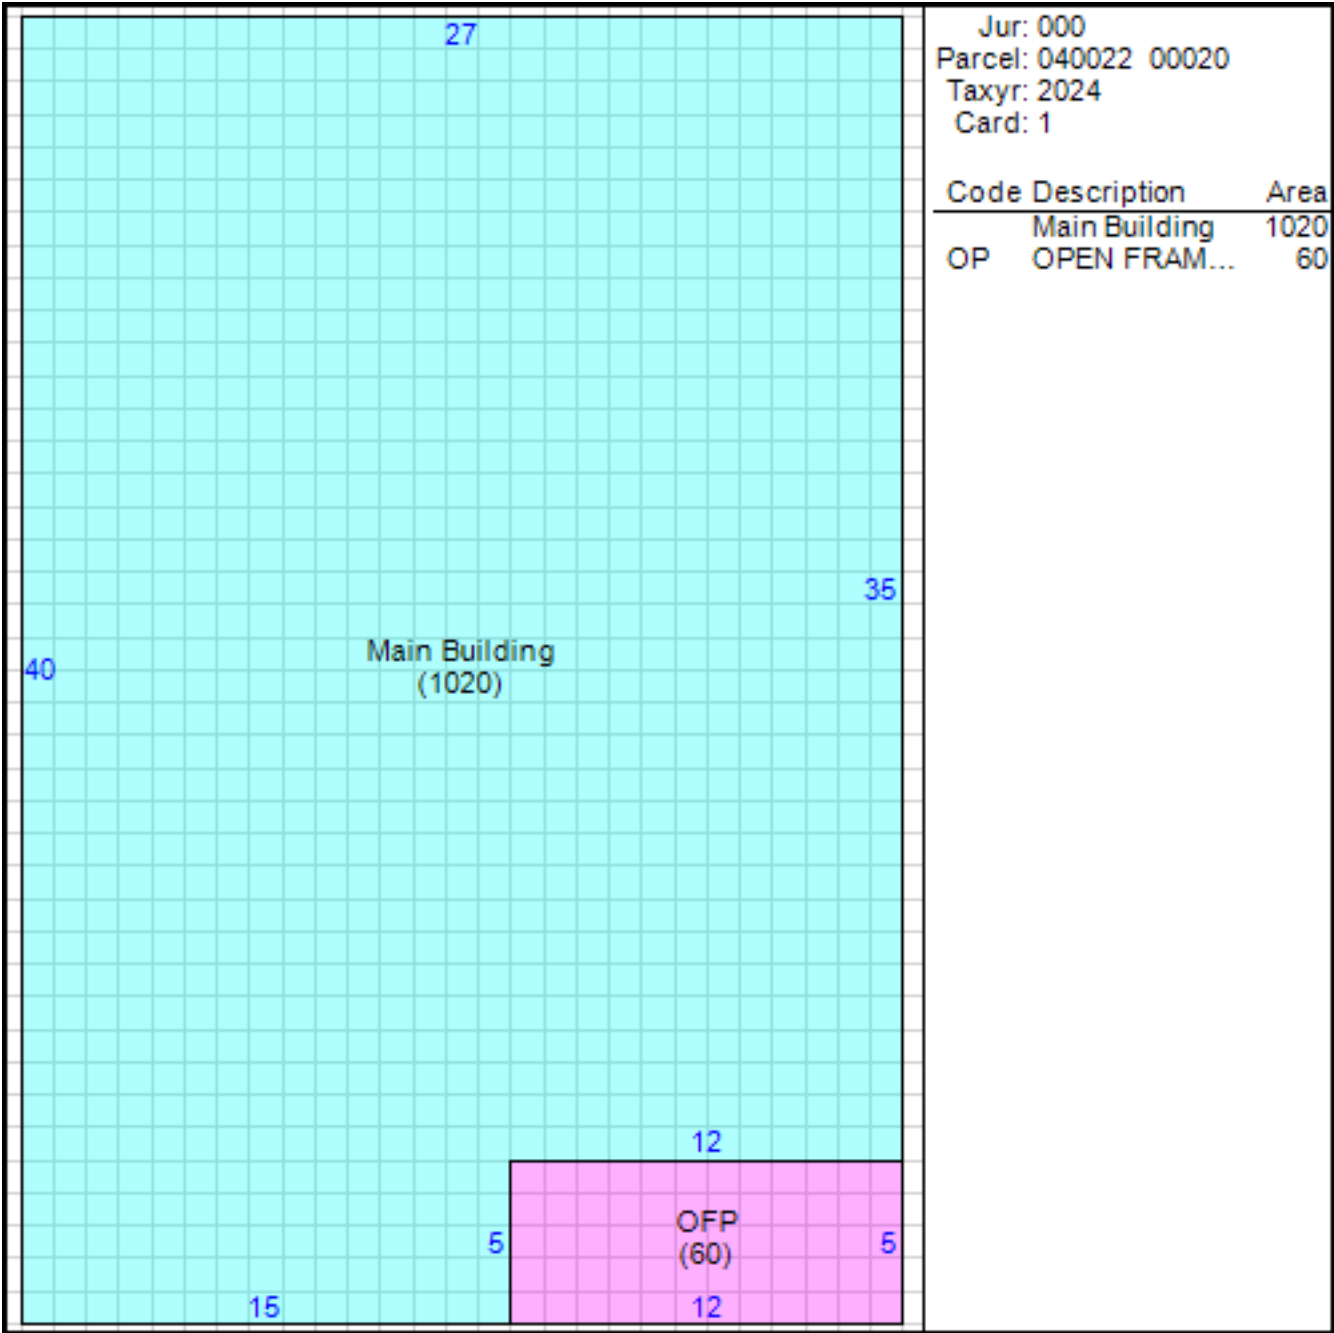 27
35
40
Main Building
(1020)
12
OFP
(60)
5
5
15
12
Jur: 000
Parcel: 040022 00020
Taxyr: 2024
Card: 1
Code Description Area
Main Building 1020
OP OPEN FRAM... 60